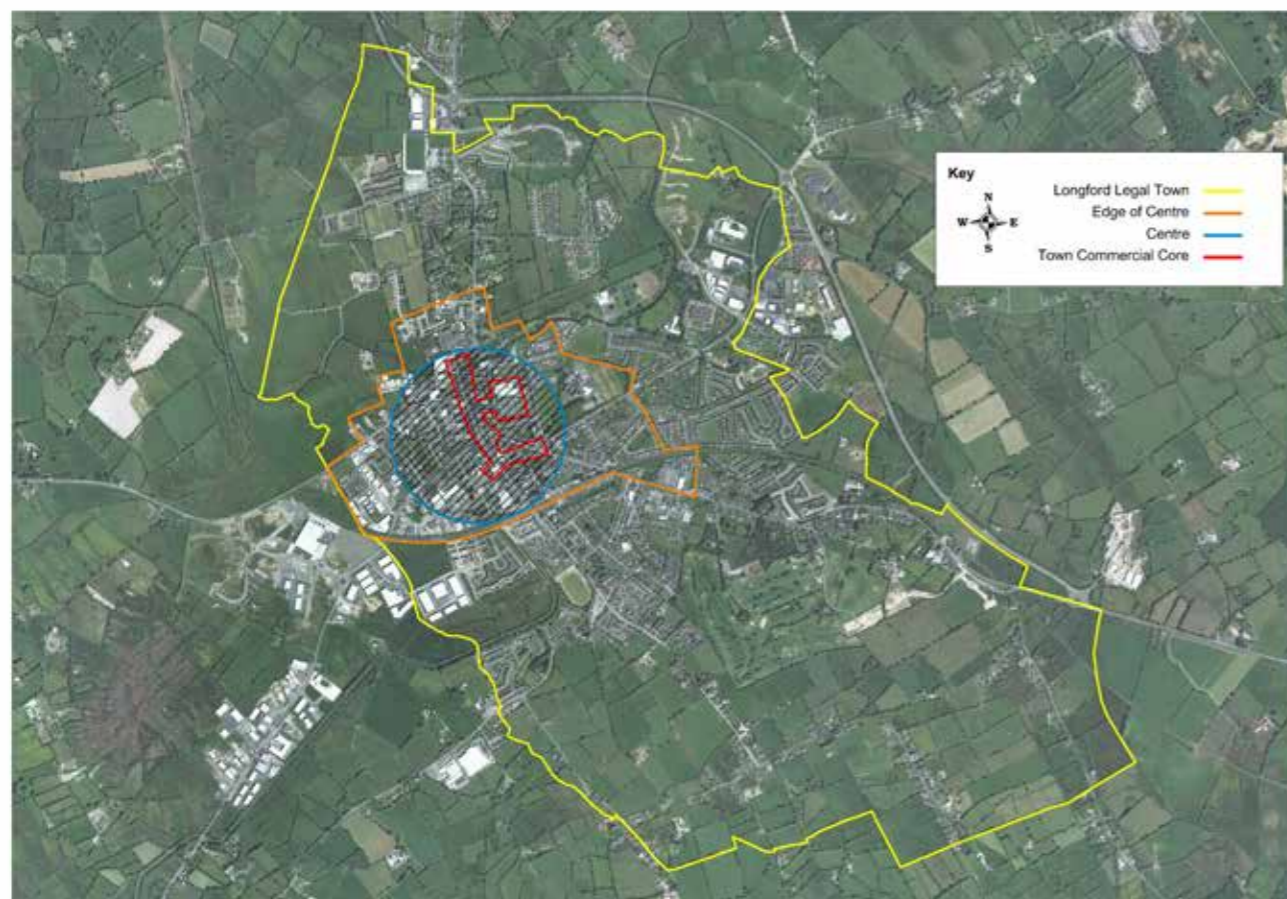 Key
N
W E
S
Longford Legal Town
Edge of Centre
Centre
Town Commercial Core